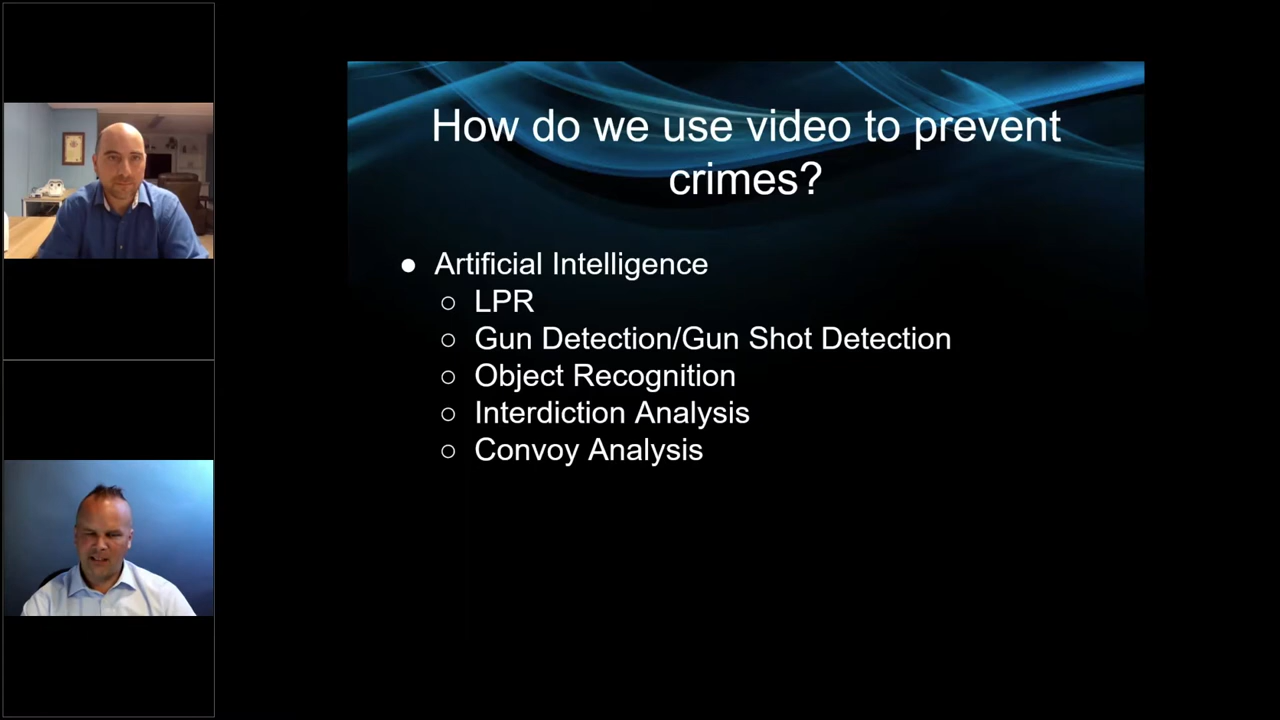 How do we use video to prevent
crimes?
● Artificial Intelligence
○ LPR
○ Gun Detection/Gun Shot Detection
○ Object Recognition
○ Interdiction Analysis
○ Convoy Analysis